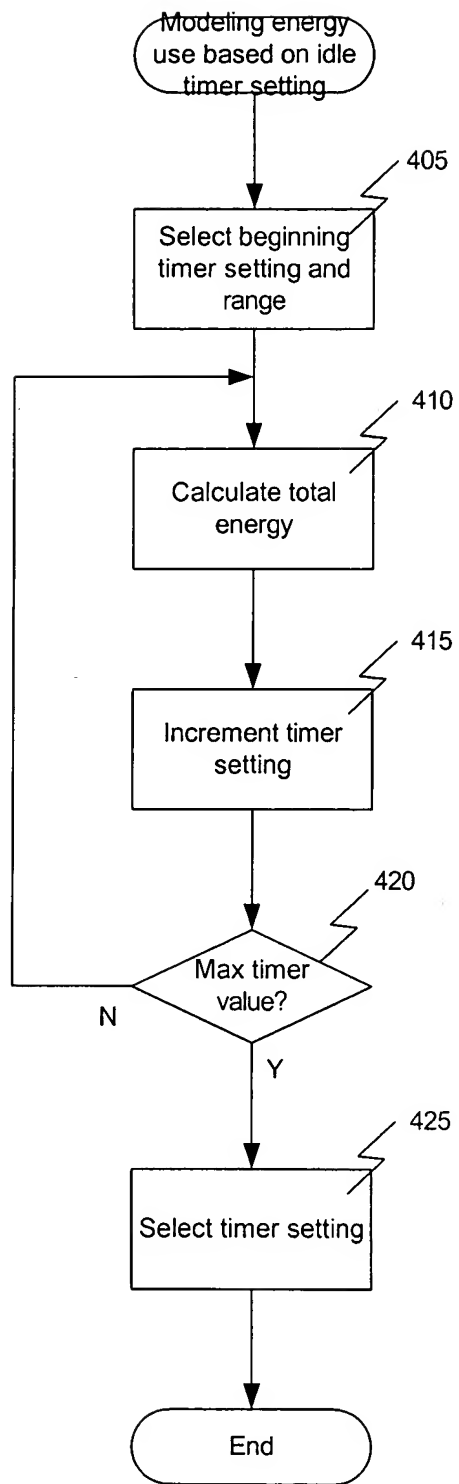 Modeling energy
use based on idle
timer setting
405
Select beginning
timer setting and
range
410
Calculate total
energy
415
Increment timer
setting
420
Max timer
value?
N
Y
425
Select timer setting
End